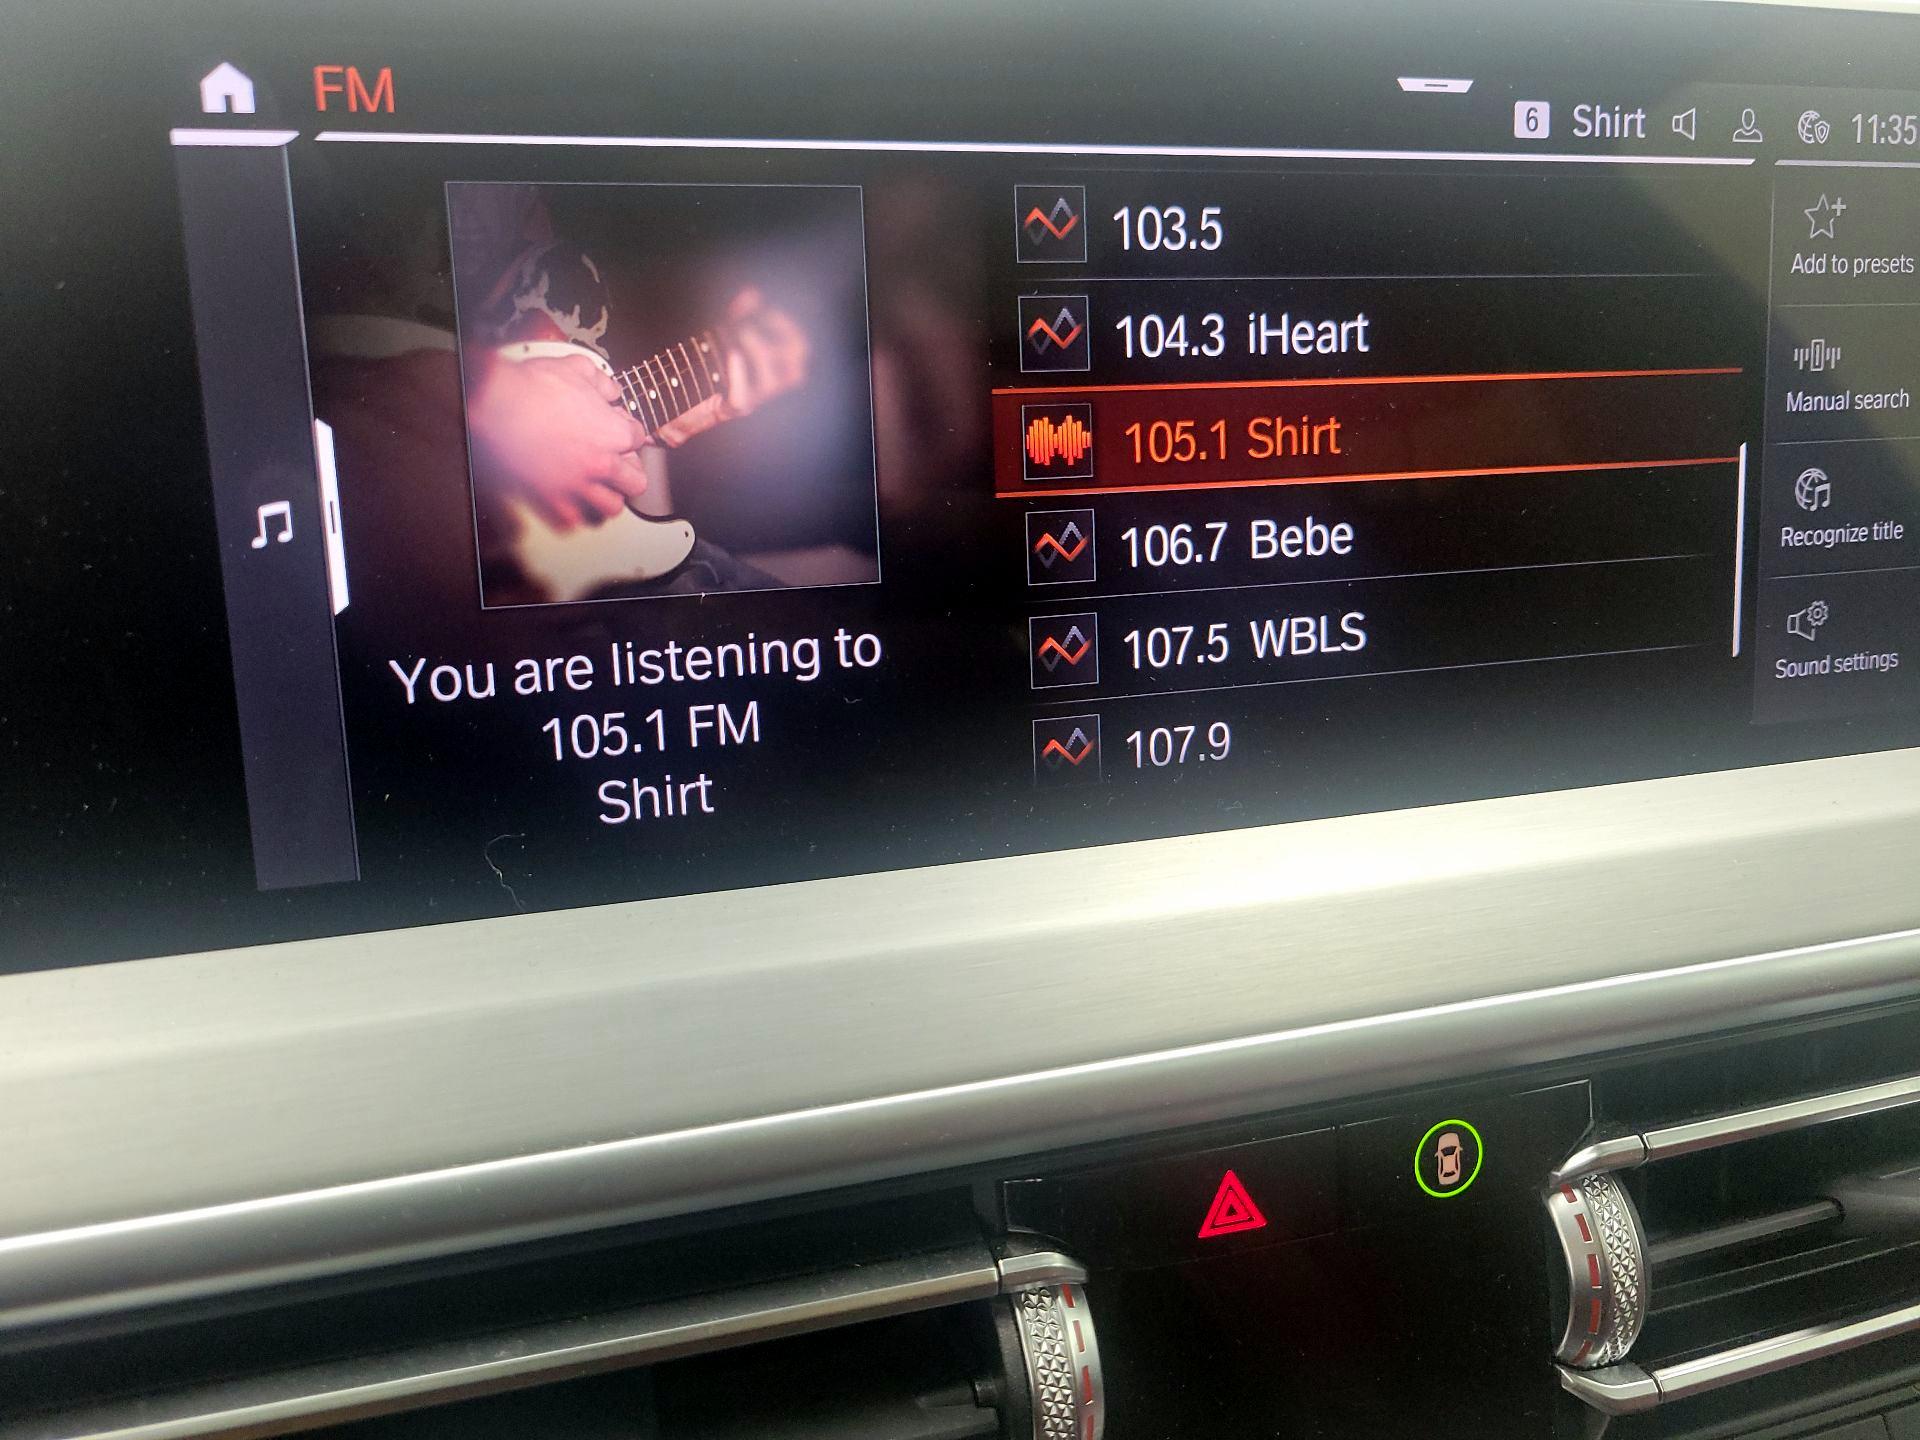 FM
6 Shirt 11:35
103.5
104.3 iHeart
105.1 Shirt
106.7 Bebe
107.5 WBLS
107.9
You are listening to
105.1 FM
Shirt
Add to presets
Manual search
Recognize title
Sound settings